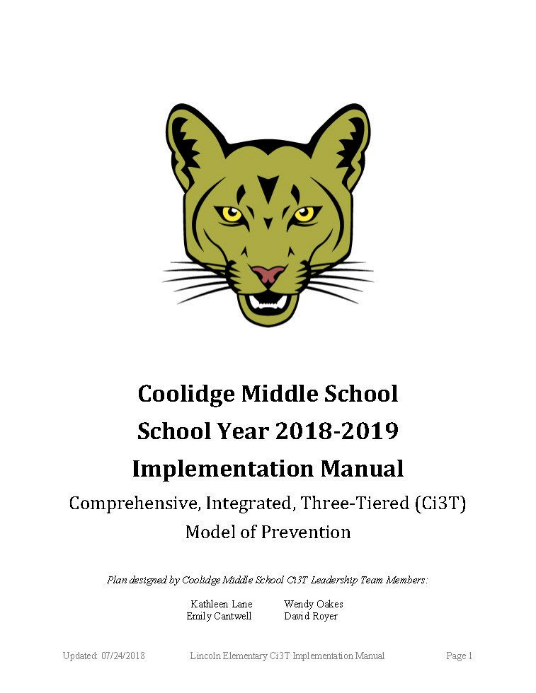 Coolidge Middle School
School Year 2018-2019
Implementation Manual
Comprehensive, Integrated, Three-Tiered (Ci3T)
Model of Prevention
Plan designed by Coolidge Middle School Ci3T Leadership Team Members:
Kathleen Lane Wendy Oakes
Emily Cantwell David Royer
Updated: 07/24/2018 Lincoln Elementary Ci3T Implementation Manual Page 1